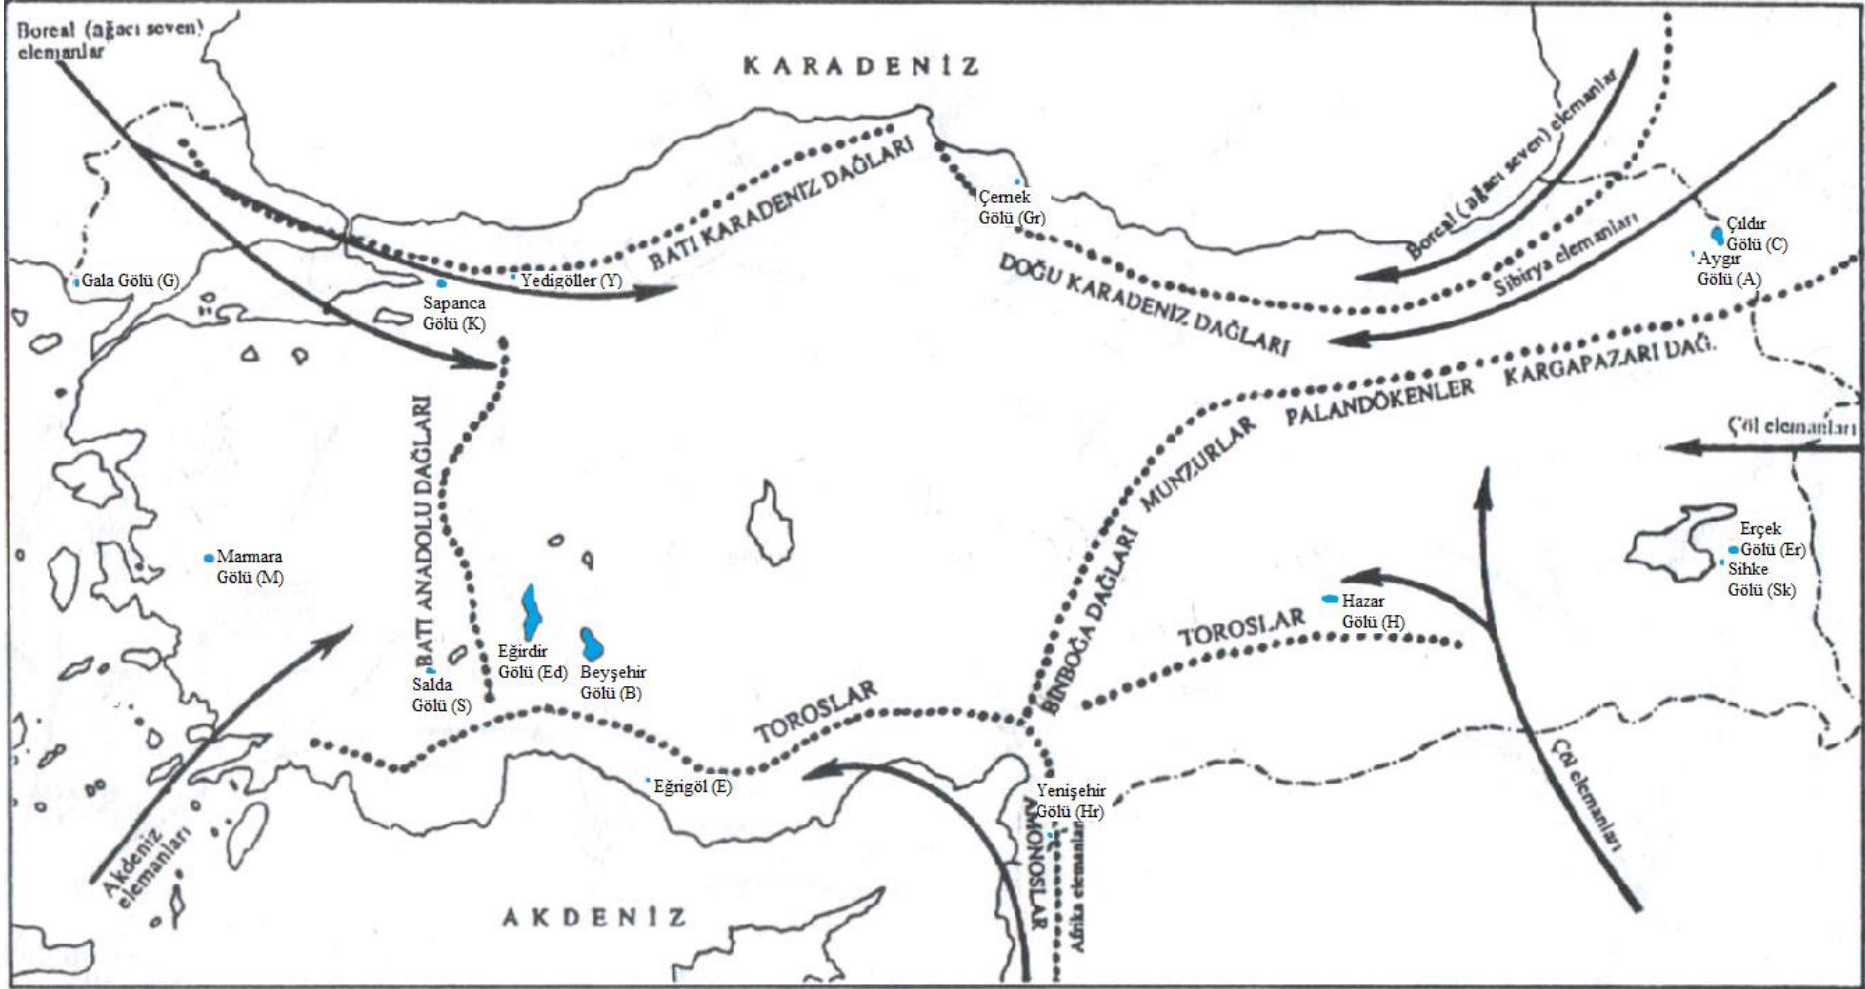 Boreal (ağacı seven)
elemanlar
KARADENİZ
Boreal (ağacı seven) elemanlar
Sibirya elemanları
BATI KARADENİZ DAĞLARI
Çernek
Gölü (Gr)
DOĞU KARADENİZ DAĞLARI
Çıldır
Gölü (C)
Aygır
Gölü (A)
Gala Gölü (G)
Sapanca
Gölü (K)
Yedigöller (Y)
KARGAPAZARI DAĞ.
PALANDÖKENLER
MUNZURLAR
BİNBOĞA DAĞLARI
Çöl elemanları
BATI ANADOLU DAĞLARI
Marmara
Gölü (M)
Erçek
Gölü (Er)
Sihke
Gölü (Sk)
Hazar
Gölü (H)
TOROSLAR
Eğirdir
Gölü (Ed)
Beyşehir
Gölü (B)
Salda
Gölü (S)
TOROSLAR
Eğrigöl (E)
Yenişehir
Gölü (Hr)
AMONOSLAR
Afrika elemanları
Çöl elemanları
Akdeniz
elemanları
AKDENİZ